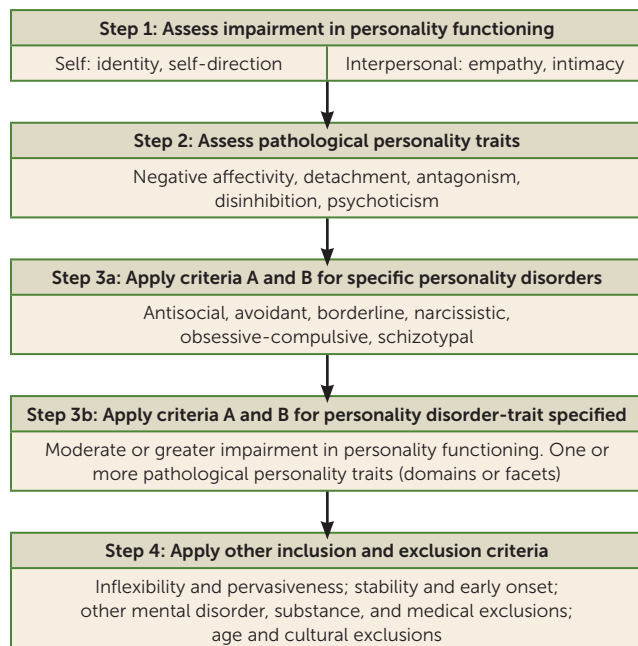 Step 1: Assess impairment in personality functioning
Self: identity, self-direction
Interpersonal: empathy, intimacy
Step 2: Assess pathological personality traits
Negative affectivity, detachment, antagonism,
disinhibition, psychoticism
Step 3a: Apply criteria A and B for specific personality disorders
Antisocial, avoidant, borderline, narcissistic,
obsessive-compulsive, schizotypal
Step 3b: Apply criteria A and B for personality disorder-trait specified
Moderate or greater impairment in personality functioning. One or
more pathological personality traits (domains or facets)
Step 4: Apply other inclusion and exclusion criteria
Inflexibility and pervasiveness; stability and early onset;
other mental disorder, substance, and medical exclusions;
age and cultural exclusions